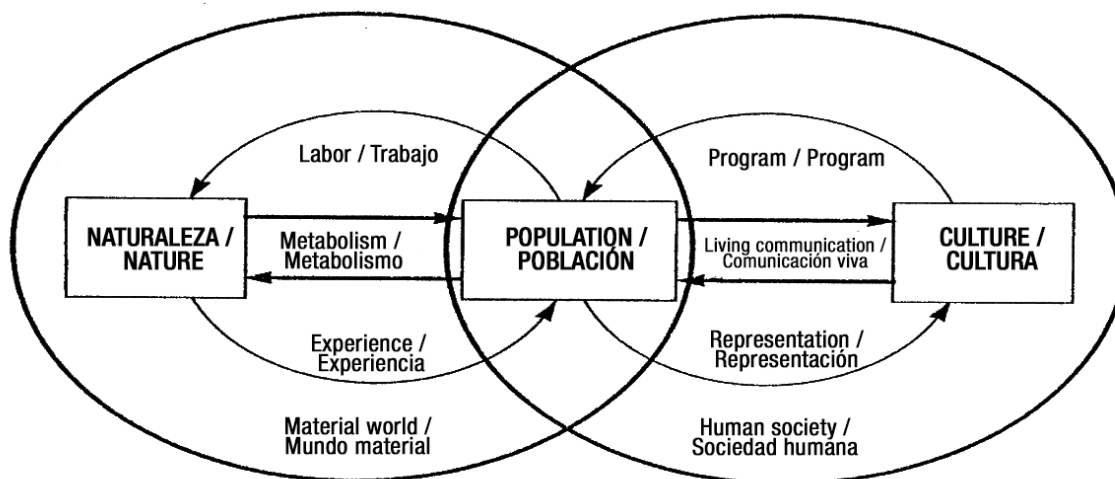 Labor / Trabajo
Program / Program
NATURALEZA /
NATURE
Metabolism /
Metabolismo
POPULATION /
POBLACIÓN
Living communication /
Comunicación viva
CULTURE /
CULTURA
Experience /
Experiencia
Representation /
Representación
Material world /
Mundo material
Human society /
Sociedad humana